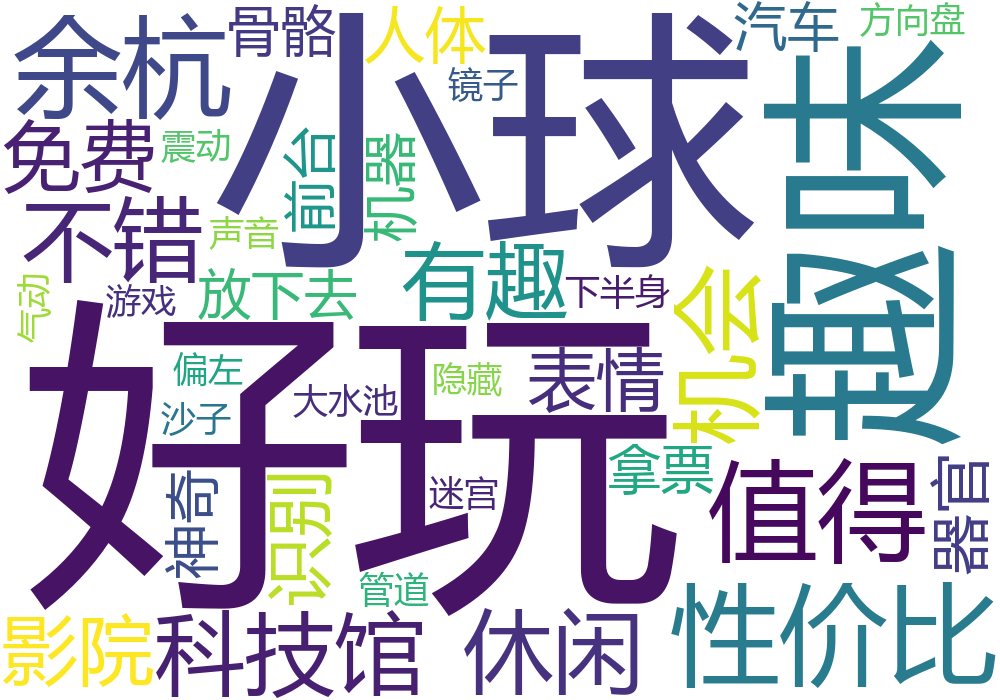 余杭
骨骼
小球
人体
镜子
汽车
方向盘
趣味
免费
震动
前台
机器
不错
声音
放下去
有趣
下半身
机会
气动
游戏
好玩
偏左
沙子
大水池
隐藏
表情
神奇
识别
迷宫
拿票
值得
器官
管道
影院
科技馆
休闲
性价比